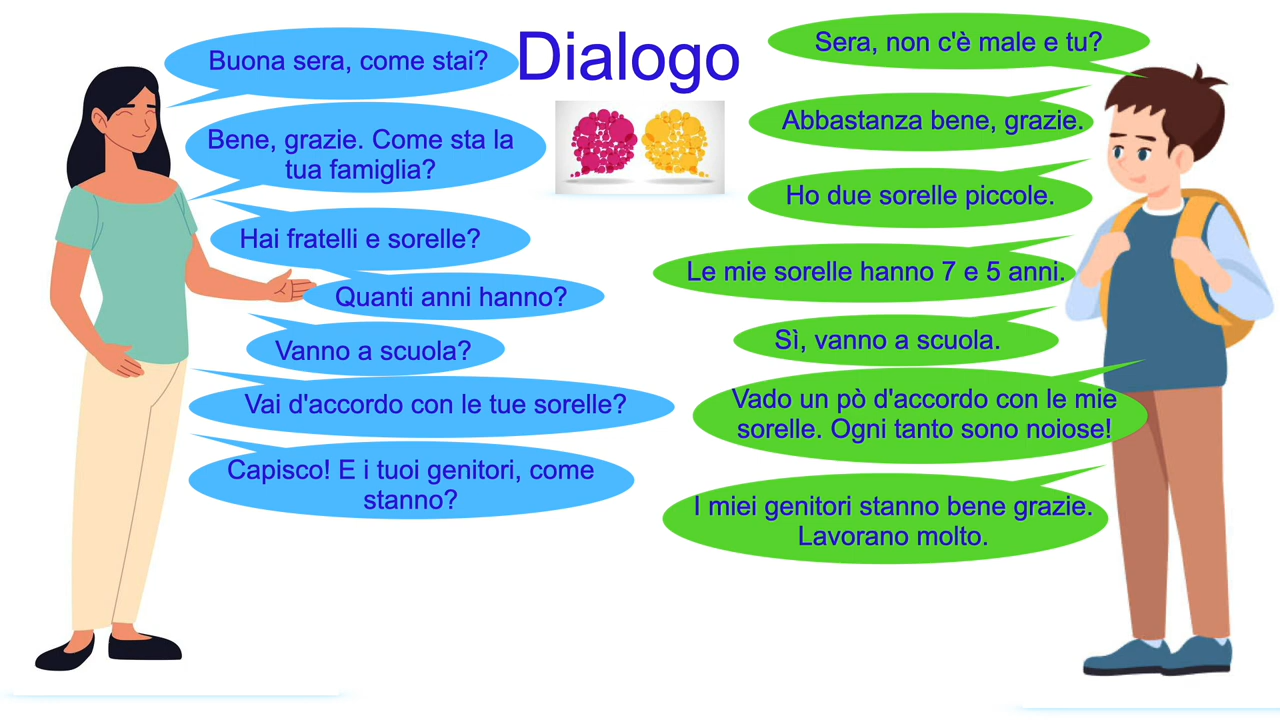 Dialogo
Buona sera, come stai?
Sera, non c'è male e tu?
Bene, grazie. Come sta la
tua famiglia?
Abbastanza bene, grazie.
Hai fratelli e sorelle?
Ho due sorelle piccole.
Quanti anni hanno?
Le mie sorelle hanno 7 e 5 anni.
Vanno a scuola?
Sì, vanno a scuola.
Vai d'accordo con le tue sorelle?
Vado un pò d'accordo con le mie
sorelle. Ogni tanto sono noiose!
Capisco! E i tuoi genitori, come
stanno?
I miei genitori stanno bene grazie.
Lavorano molto.